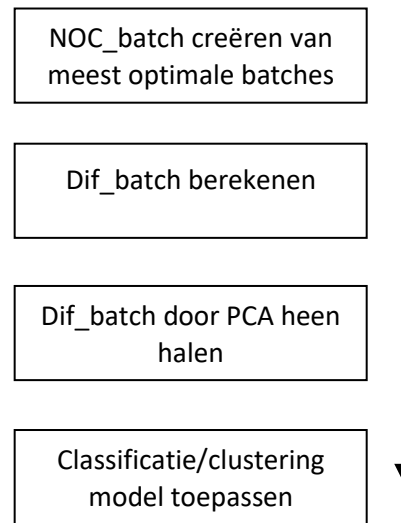 NOC_batch creëren van
meest optimale batches
Dif_batch berekenen
Dif_batch door PCA heen
halen
Classificatie/clustering
model toepassen